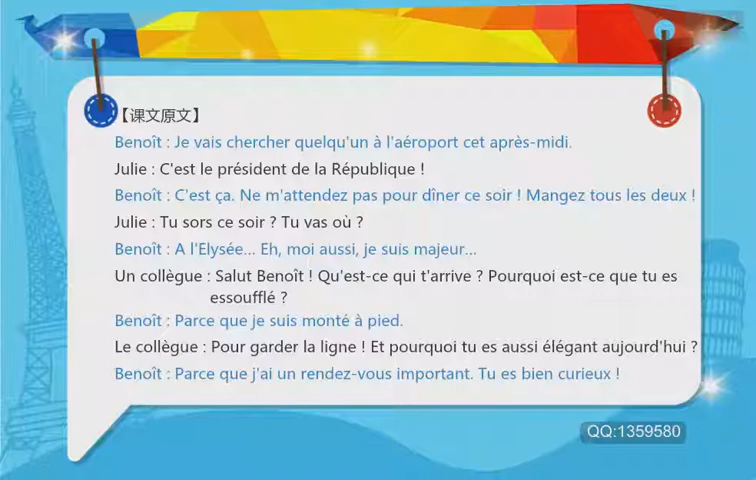 【课文原文】
Benoît : Je vais chercher quelqu'un à l'aéroport cet après-midi.
Julie : C'est le président de la République !
Benoît : C'est ça. Ne m'attendez pas pour dîner ce soir ! Mangez tous les deux !
Julie : Tu sors ce soir ? Tu vas où ?
Benoît : A l'Elysée... Eh, moi aussi, je suis majeur...
Un collègue : Salut Benoît ! Qu'est-ce qui t'arrive ? Pourquoi est-ce que tu es
essoufflé ?
Benoît : Parce que je suis monté à pied.
Le collègue : Pour garder la ligne ! Et pourquoi tu es aussi élégant aujourd'hui ?
Benoît : Parce que j'ai un rendez-vous important. Tu es bien curieux !
QQ:1359580